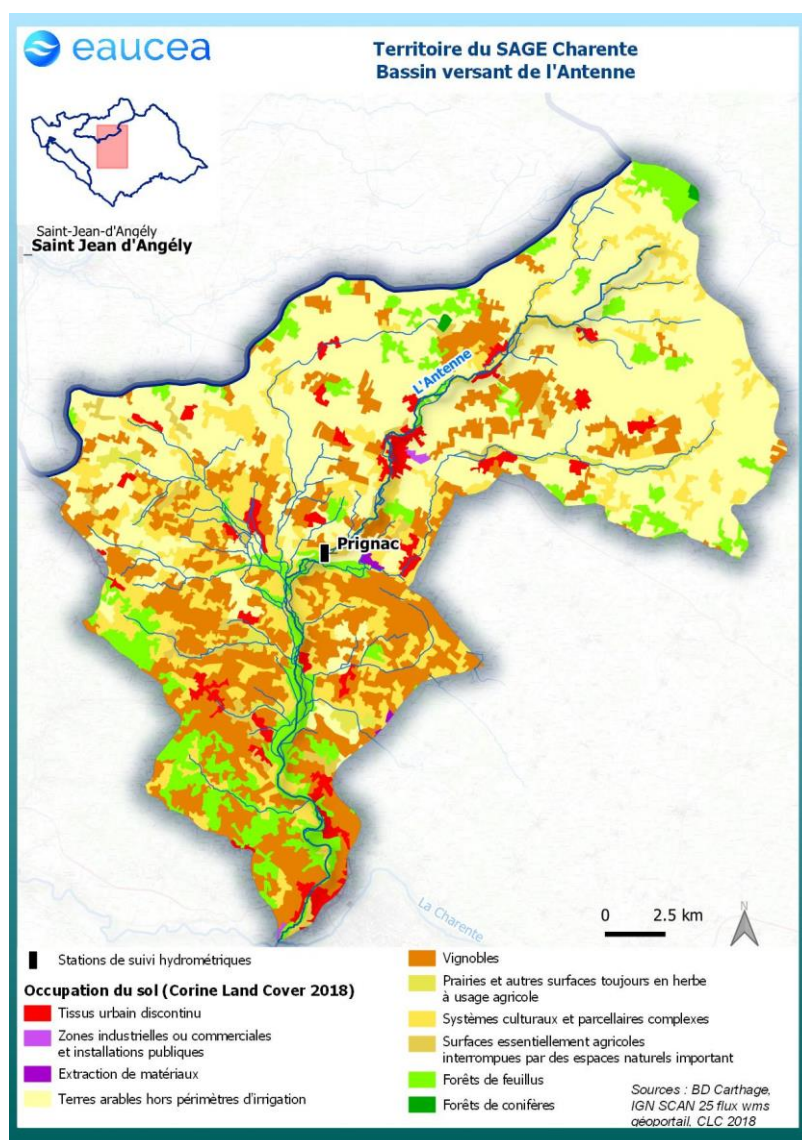 eaucea
Territoire du SAGE Charente
Bassin versant de l'Antenne
Saint-Jean-d'Angély
Saint Jean d'Angély
L'Antenne
Prignac
La Charente
0 2.5 km
N
Stations de suivi hydrométriques
Occupation du sol (Corine Land Cover 2018)
Tissus urbain discontinu
Zones industrielles ou commerciales
et installations publiques
Extraction de matériaux
Terres arables hors périmètres d'irrigation
Vignobles
Prairies et autres surfaces toujours en herbe
à usage agricole
Systèmes culturaux et parcellaires complexes
Surfaces essentiellement agricoles
interrompues par des espaces naturels important
Forêts de feuillus
Forêts de conifères
Sources : BD Carthage,
IGN SCAN 25 flux wms
géoportail, CLC 2018